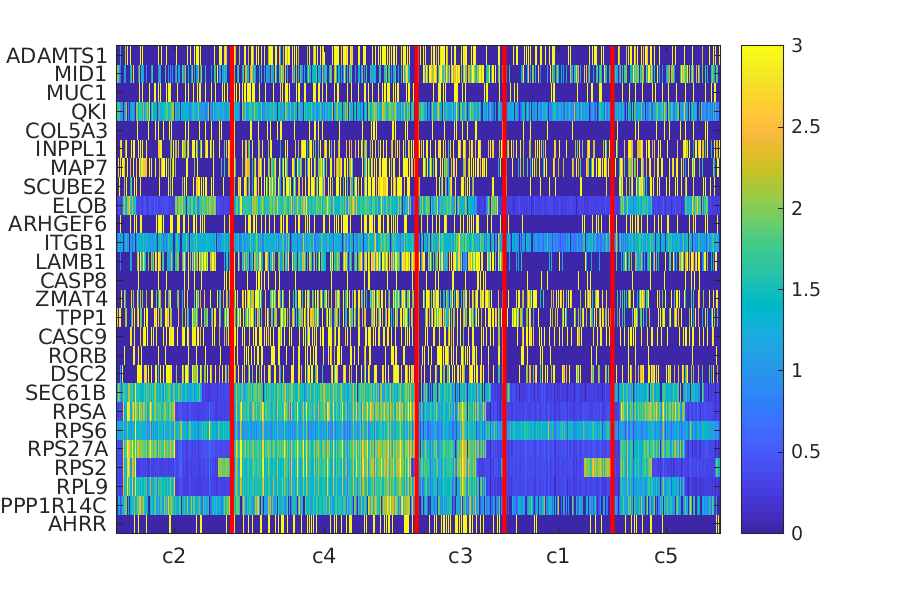 ADAMTS1
MID1
MUC1
QKI
COL5A3
INPPL1
MAP7
SCUBE2
ELOB
ARHGEF6
ITGB1
LAMB1
CASP8
ZMAT4
TPP1
CASC9
RORB
DSC2
SEC61B
RPSA
RPS6
RPS27A
RPS2
RPL9
PPP1R14C
AHRR
c2 c4 c3 c1 c5
3
2.5
2
1.5
1
0.5
0